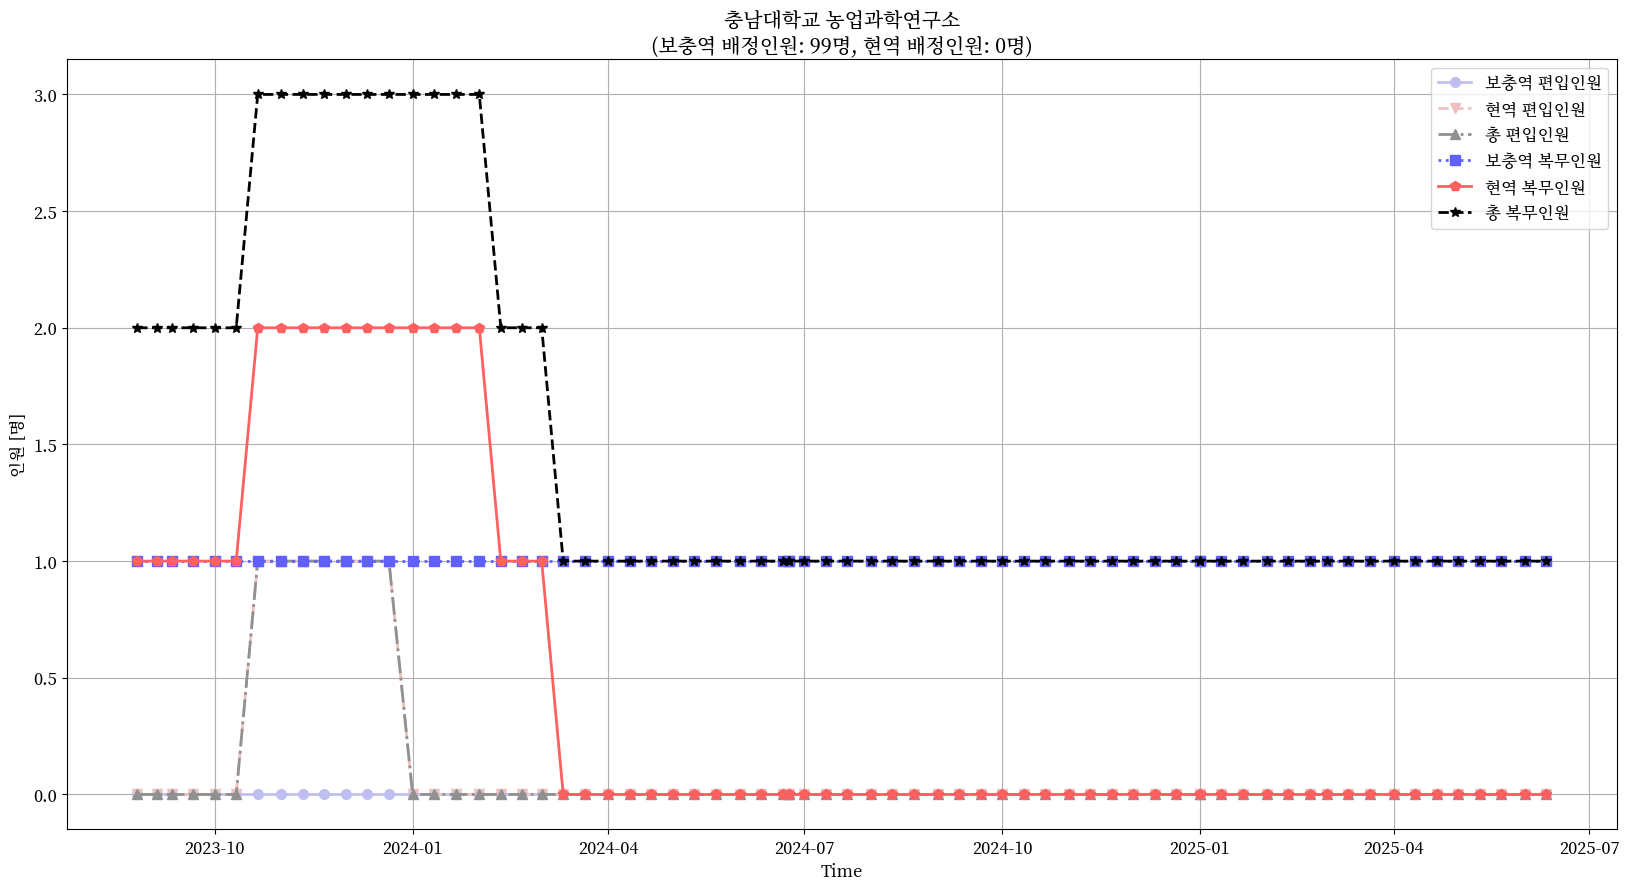 충남대학교 농업과학연구소
(보충역 배정인원: 99명, 현역 배정인원: 0명)
보충역 편입인원
현역 편입인원
총 편입인원
보충역 복무인원
현역 복무인원
총 복무인원
3.0
2.5
2.0
1.5
1.0
0.5
0.0
인원 [명]
2023-10
2024-01
2024-04
2024-07
2024-10
2025-01
2025-04
2025-07
Time